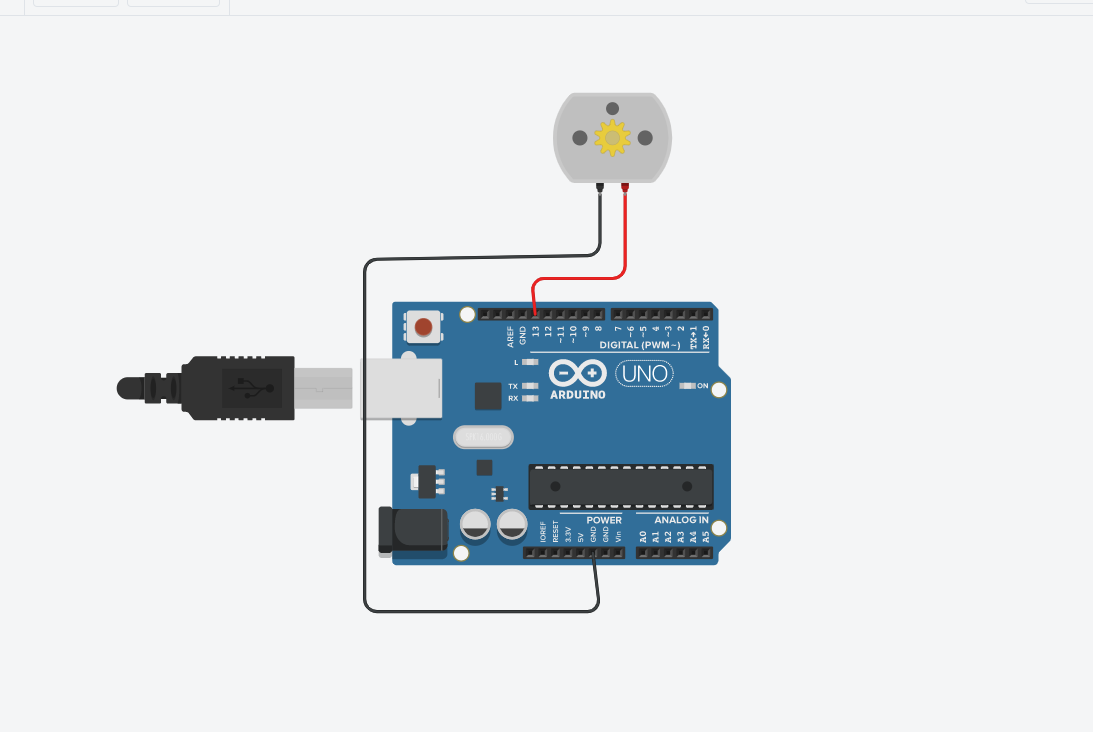 AREF
GND
13
12
~11
~10
~9
8
7
~6
~5
4
~3
2
TX→1
RX←0
DIGITAL (PWM~)
L
TX
RX
ARDUINO
UNO
ON
POWER
ANALOG IN
IOREF
RESET
3.3V
5V
GND
GND
Vin
A0
A1
A2
A3
A4
A5